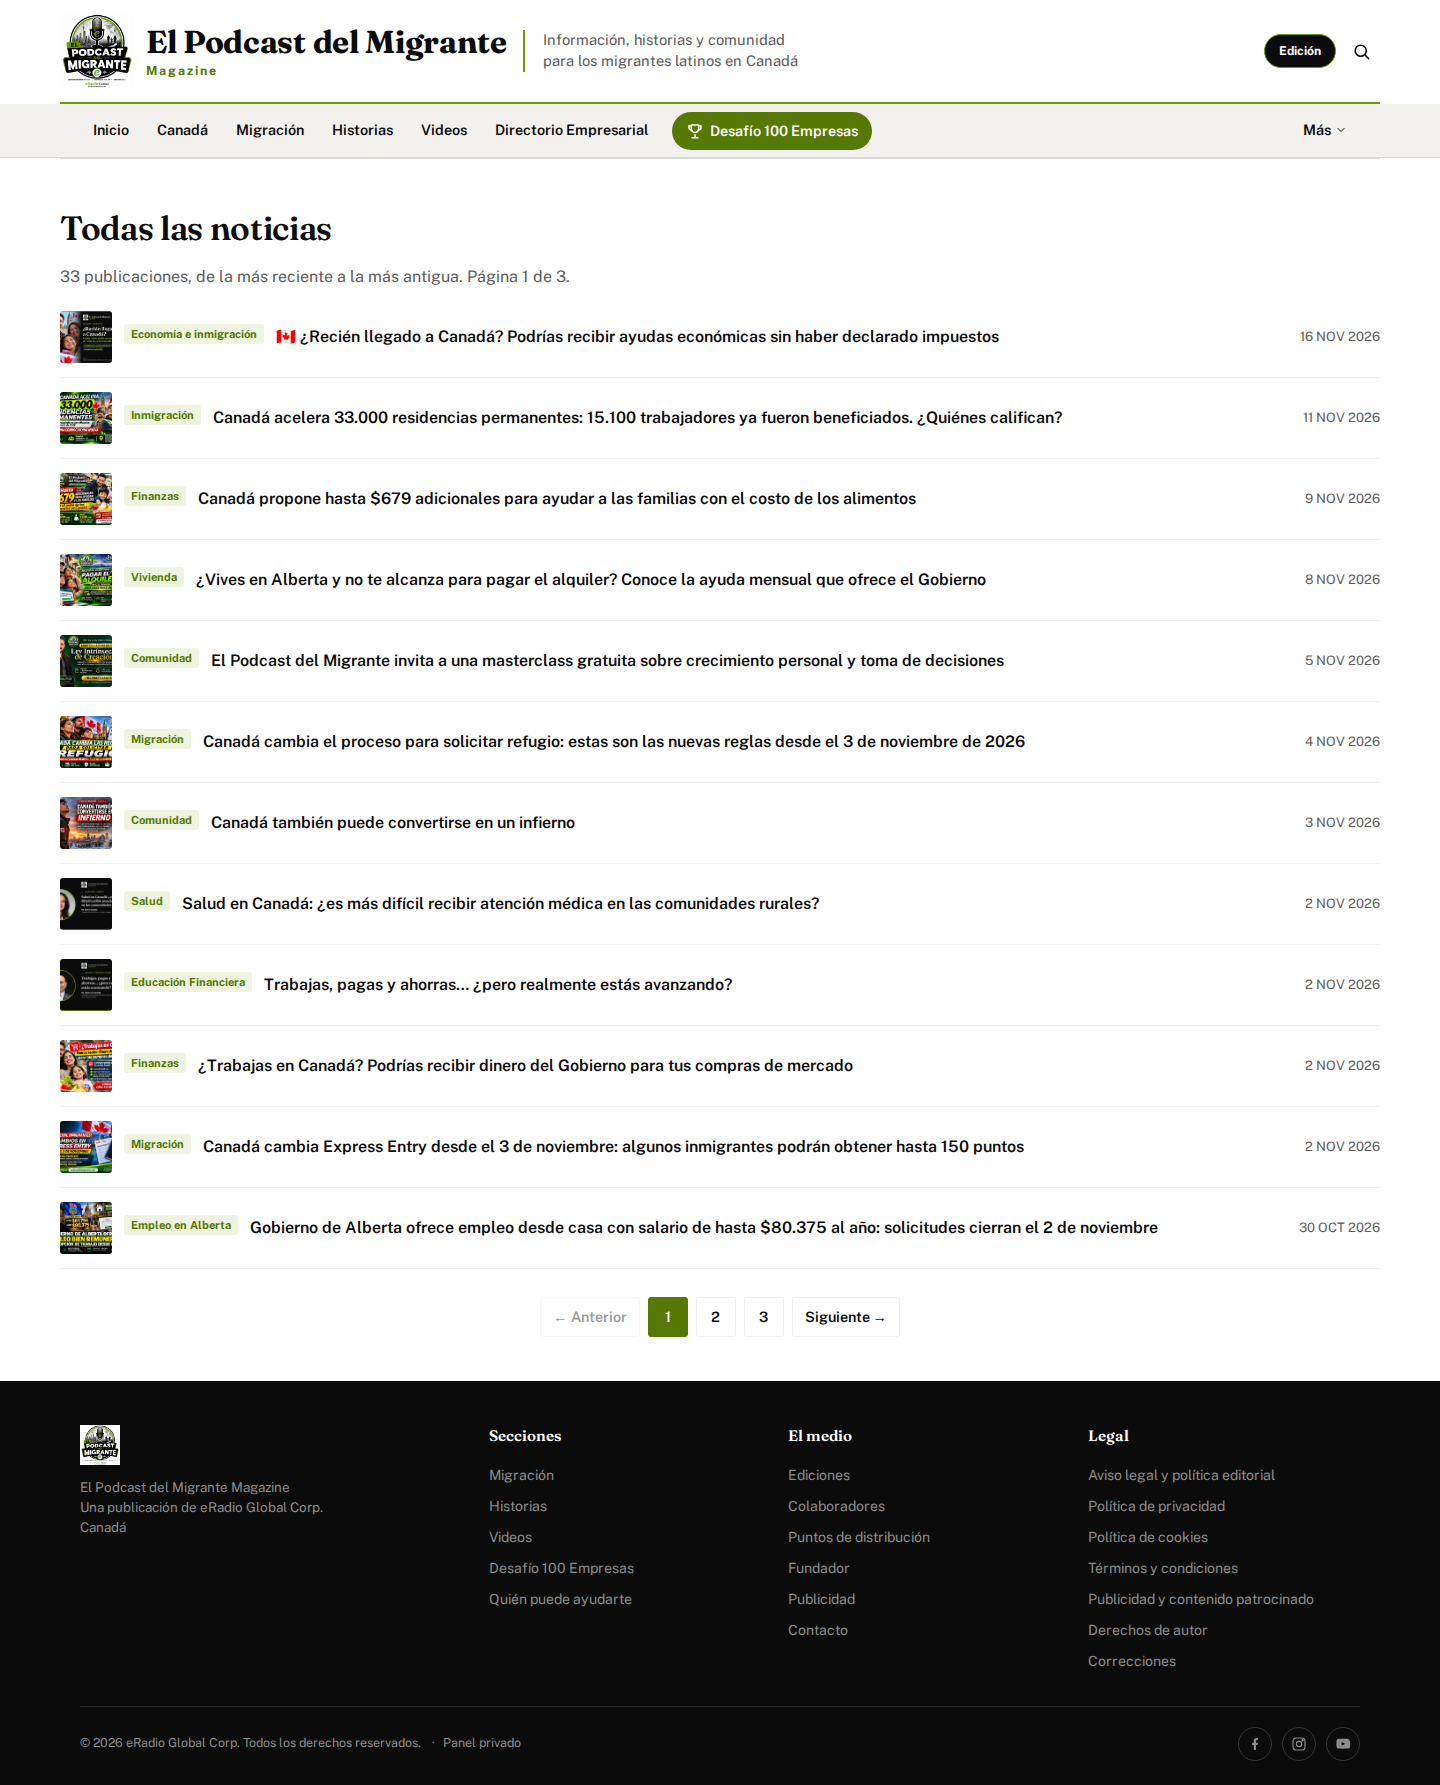 PODCAST
MIGRANTE
El Podcast del Migrante
Magazine
Información, historias y comunidad
para los migrantes latinos en Canadá
Edición
Inicio
Canadá
Migración
Historias
Videos
Directorio Empresarial
Desafío 100 Empresas
Más
Todas las noticias
33 publicaciones, de la más reciente a la más antigua. Página 1 de 3.
Economía e inmigración
🇨🇦 ¿Recién llegado a Canadá? Podrías recibir ayudas económicas sin haber declarado impuestos
16 NOV 2026
Inmigración
Canadá acelera 33.000 residencias permanentes: 15.100 trabajadores ya fueron beneficiados. ¿Quiénes califican?
11 NOV 2026
Finanzas
Canadá propone hasta $679 adicionales para ayudar a las familias con el costo de los alimentos
9 NOV 2026
Vivienda
¿Vives en Alberta y no te alcanza para pagar el alquiler? Conoce la ayuda mensual que ofrece el Gobierno
8 NOV 2026
Comunidad
El Podcast del Migrante invita a una masterclass gratuita sobre crecimiento personal y toma de decisiones
5 NOV 2026
Migración
Canadá cambia el proceso para solicitar refugio: estas son las nuevas reglas desde el 3 de noviembre de 2026
4 NOV 2026
Comunidad
Canadá también puede convertirse en un infierno
3 NOV 2026
Salud
Salud en Canadá: ¿es más difícil recibir atención médica en las comunidades rurales?
2 NOV 2026
Educación Financiera
Trabajas, pagas y ahorras... ¿pero realmente estás avanzando?
2 NOV 2026
Finanzas
¿Trabajas en Canadá? Podrías recibir dinero del Gobierno para tus compras de mercado
2 NOV 2026
Migración
Canadá cambia Express Entry desde el 3 de noviembre: algunos inmigrantes podrán obtener hasta 150 puntos
2 NOV 2026
Empleo en Alberta
Gobierno de Alberta ofrece empleo desde casa con salario de hasta $80.375 al año: solicitudes cierran el 2 de noviembre
30 OCT 2026
← Anterior
1
2
3
Siguiente →
PODCAST
MIGRANTE
El Podcast del Migrante Magazine
Una publicación de eRadio Global Corp.
Canadá
Secciones
Migración
Historias
Videos
Desafío 100 Empresas
Quién puede ayudarte
El medio
Ediciones
Colaboradores
Puntos de distribución
Fundador
Publicidad
Contacto
Legal
Aviso legal y política editorial
Política de privacidad
Política de cookies
Términos y condiciones
Publicidad y contenido patrocinado
Derechos de autor
Correcciones
© 2026 eRadio Global Corp. Todos los derechos reservados. · Panel privado